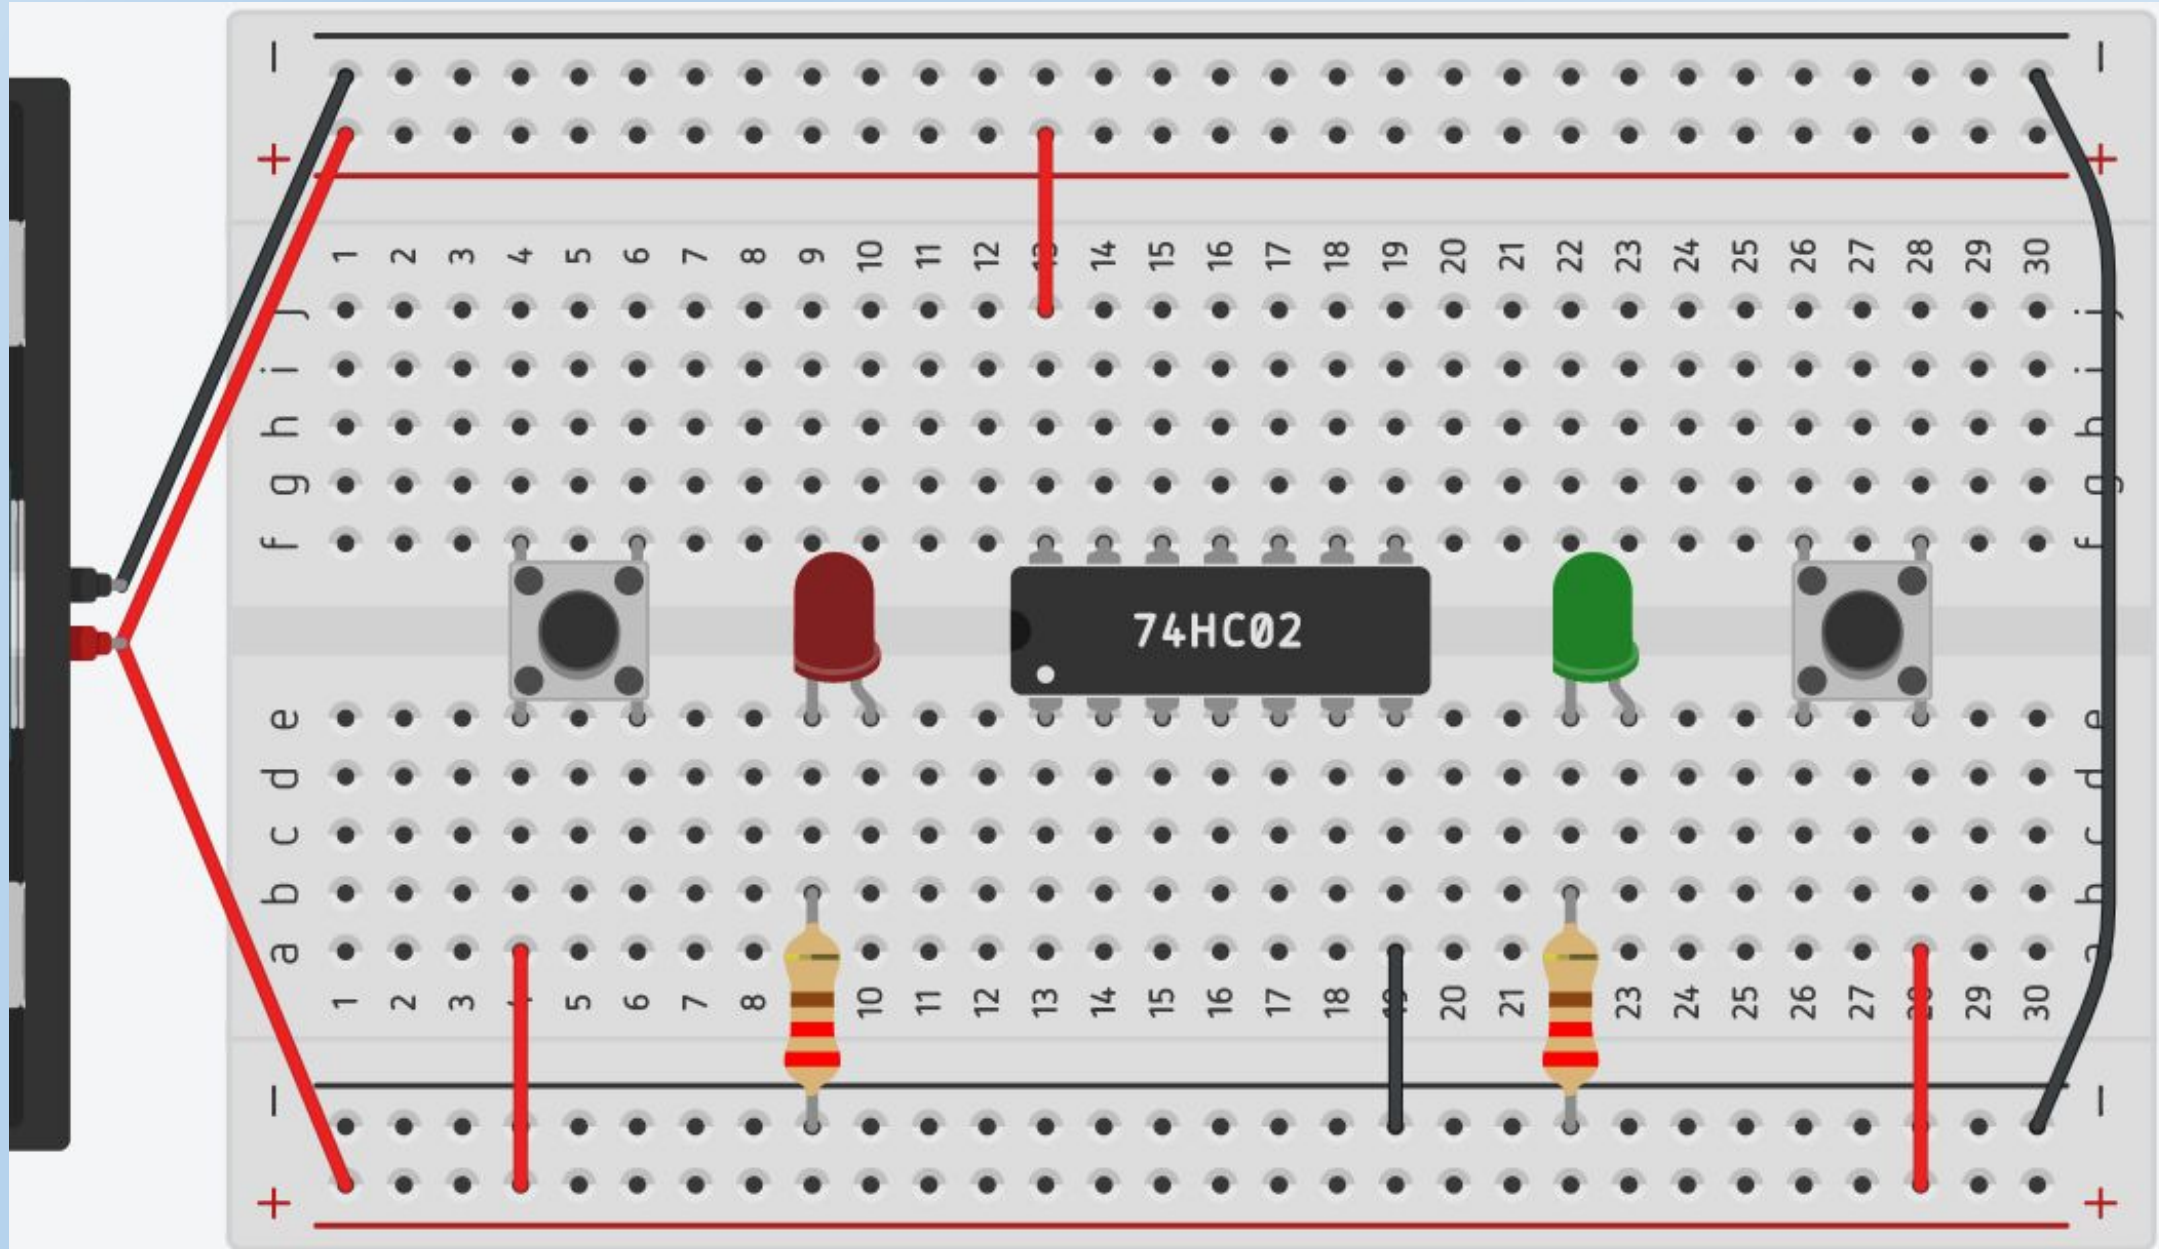 − −
+ +
1 2 3 4 5 6 7 8 9 10 11 12 13 14 15 16 17 18 19 20 21 22 23 24 25 26 27 28 29 30
j j
i i
h h
g g
f f
74HC02
e e
d d
c c
b b
a a
1 2 3 4 5 6 7 8 9 10 11 12 13 14 15 16 17 18 19 20 21 22 23 24 25 26 27 28 29 30
− −
+ +